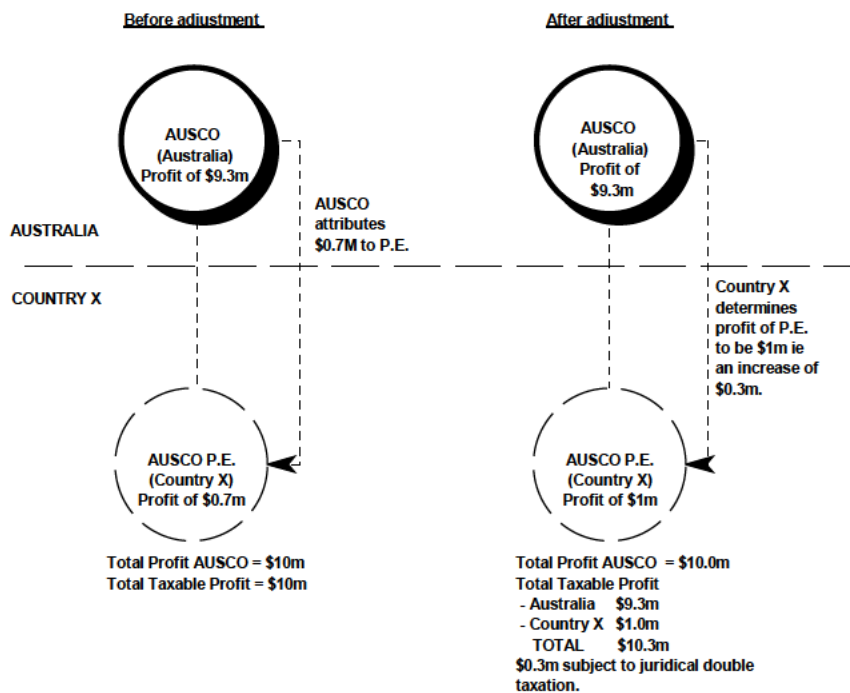 Before adjustment
AUSCO
(Australia)
Profit of $9.3m
AUSCO
attributes
$0.7M to P.E.
AUSTRALIA
COUNTRY X
AUSCO P.E.
(Country X)
Profit of $0.7m
Total Profit AUSCO = $10m
Total Taxable Profit = $10m
After adjustment
AUSCO
(Australia)
Profit of
$9.3m
Country X
determines
profit of P.E.
to be $1m ie
an increase of
$0.3m.
AUSCO P.E.
(Country X)
Profit of $1m
Total Profit AUSCO = $10.0m
Total Taxable Profit
- Australia $9.3m
- Country X $1.0m
TOTAL $10.3m
$0.3m subject to juridical double
taxation.